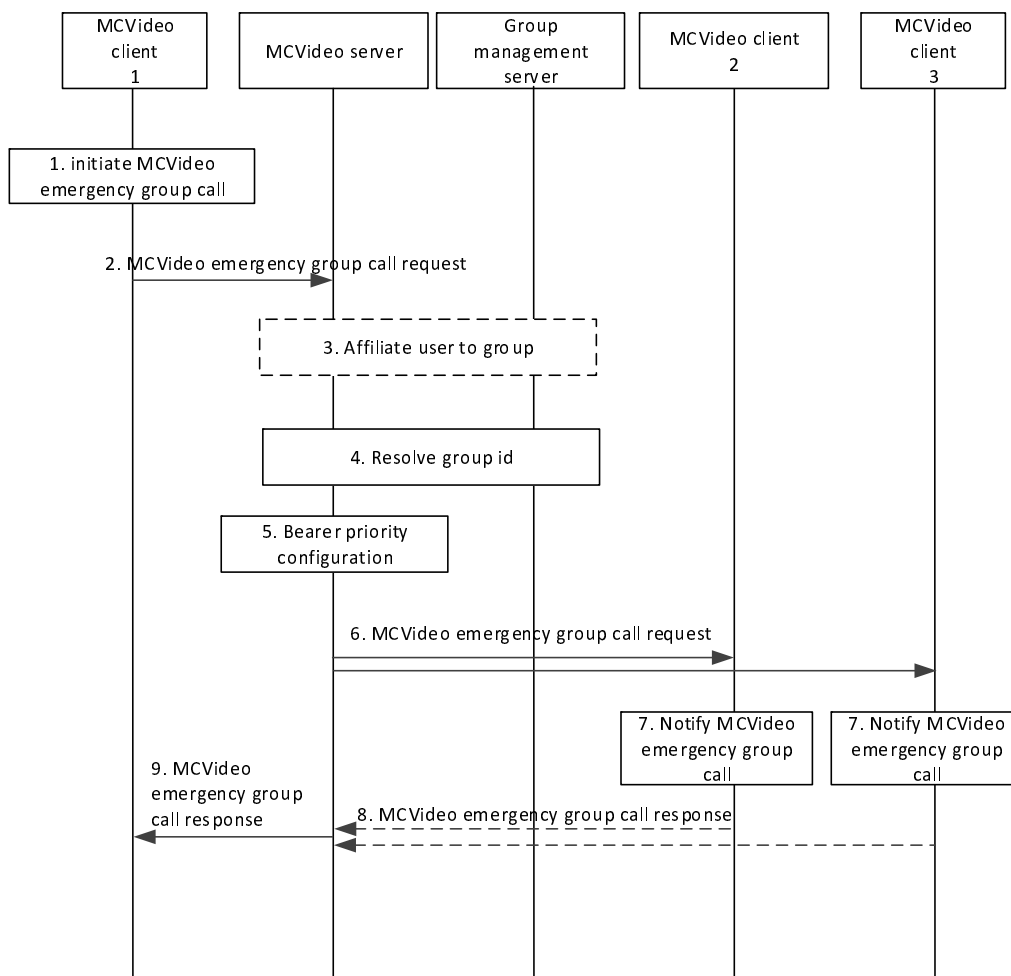 MCVideo
client
1
MCVideo server
Group
management
server
MCVideo client
2
MCVideo
client
3
1. initiate MCVideo
emergency group call
2. MCVideo emergency group call request
3. Affiliate user to group
4. Resolve group id
5. Bearer priority
configuration
6. MCVideo emergency group call request
7. Notify MCVideo
emergency group
call
7. Notify MCVideo
emergency group
call
9. MCVideo
emergency group
call response
8. MCVideo emergency group call response